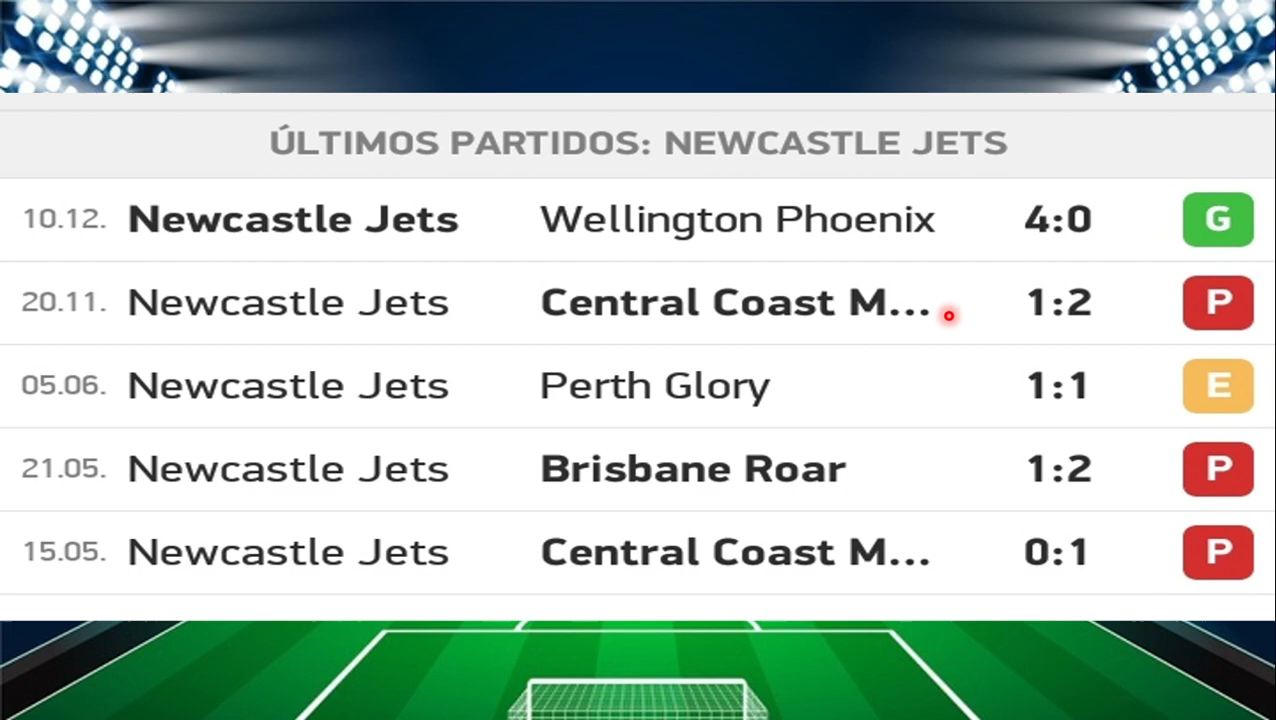 ÚLTIMOS PARTIDOS: NEWCASTLE JETS
10.12. Newcastle Jets Wellington Phoenix 4:0 G
20.11. Newcastle Jets Central Coast M... 1:2 P
05.06. Newcastle Jets Perth Glory 1:1 E
21.05. Newcastle Jets Brisbane Roar 1:2 P
15.05. Newcastle Jets Central Coast M... 0:1 P